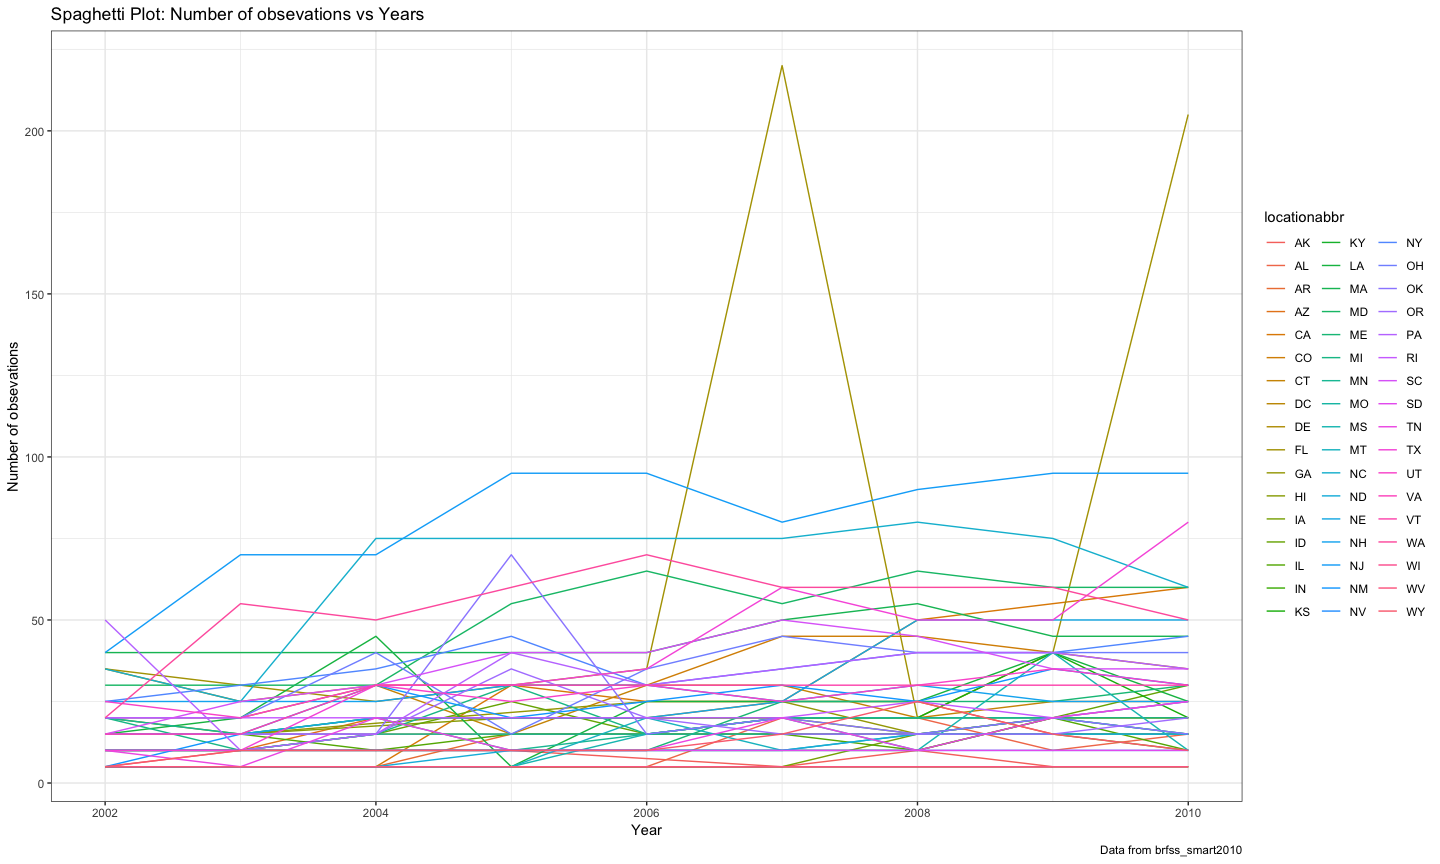 Spaghetti Plot: Number of obsevations vs Years
Number of obsevations
200
150
100
50
0
2002 2004 2006 2008 2010
Year
Data from brfss_smart2010
locationabbr
AK KY NY
AL LA OH
AR MA OK
AZ MD OR
CA ME PA
CO MI RI
CT MN SC
DC MO SD
DE MS TN
FL MT TX
GA NC UT
HI ND VA
IA NE VT
ID NH WA
IL NJ WI
IN NM WV
KS NV WY